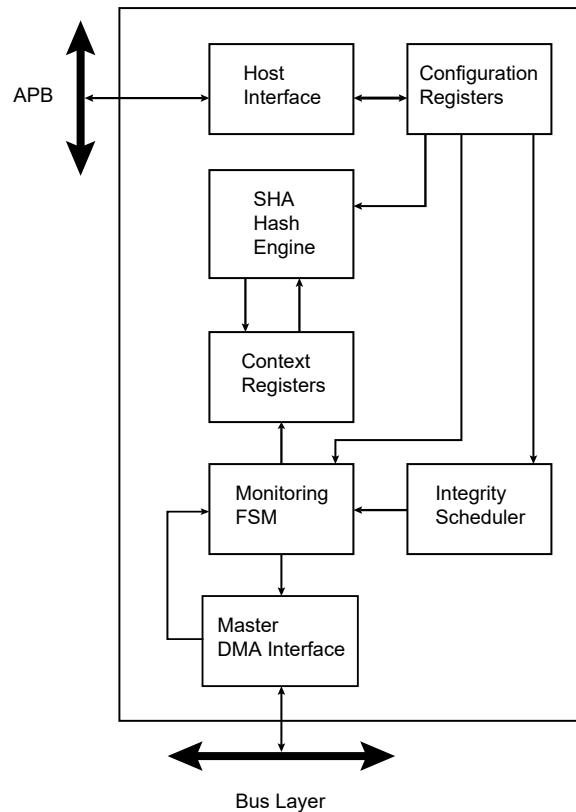 Host
Interface
Configuration
Registers
APB
SHA
Hash
Engine
Context
Registers
Monitoring
FSM
Integrity
Scheduler
Master
DMA Interface
Bus Layer